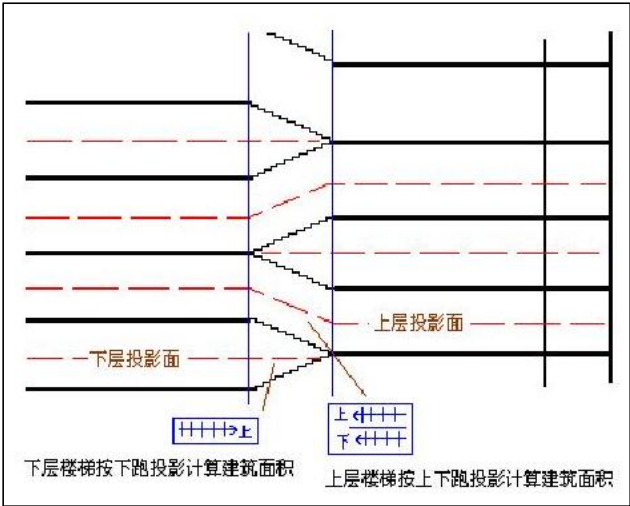 上层投影面
下层投影面
上
上
下
下层楼梯按下跑投影计算建筑面积
上层楼梯按上下跑投影计算建筑面积